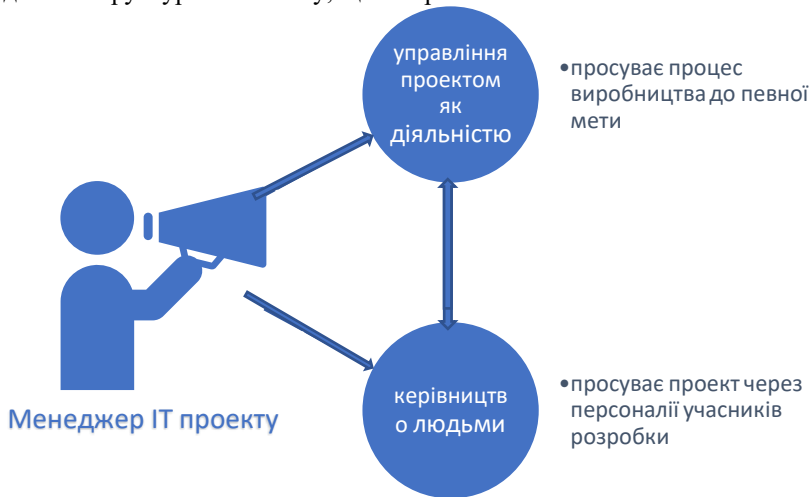 управління
проектом
як
діяльністю
•просуває процес
виробництва до певної
мети
Менеджер ІТ проекту
керівництв
о людьми
•просуває проект через
персоналії учасників
розробки